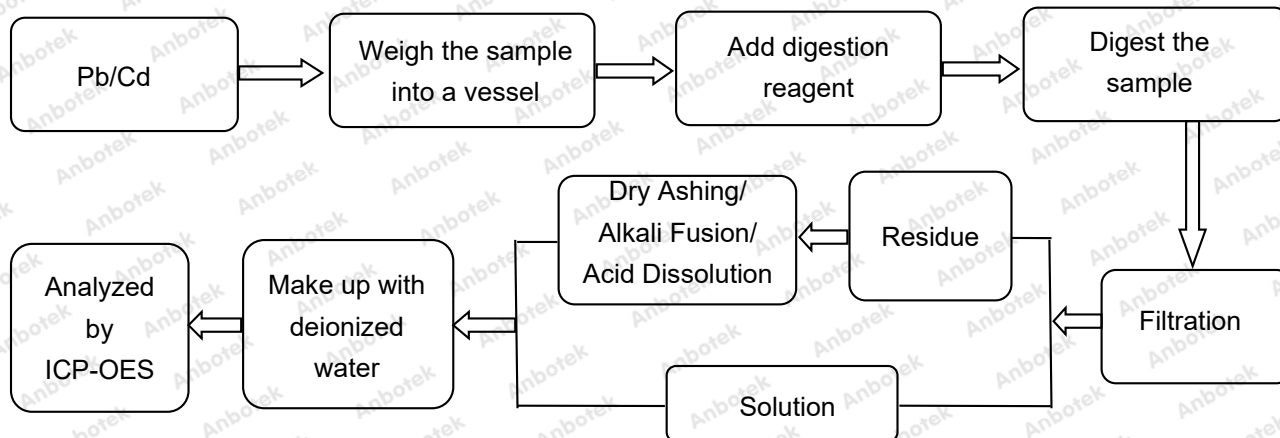 Pb/Cd
Weigh the sample
into a vessel
Add digestion
reagent
Digest the
sample
Filtration
Residue
Solution
Dry Ashing/
Alkali Fusion/
Acid Dissolution
Make up with
deionized
water
Analyzed
by
ICP-OES
Anbotek